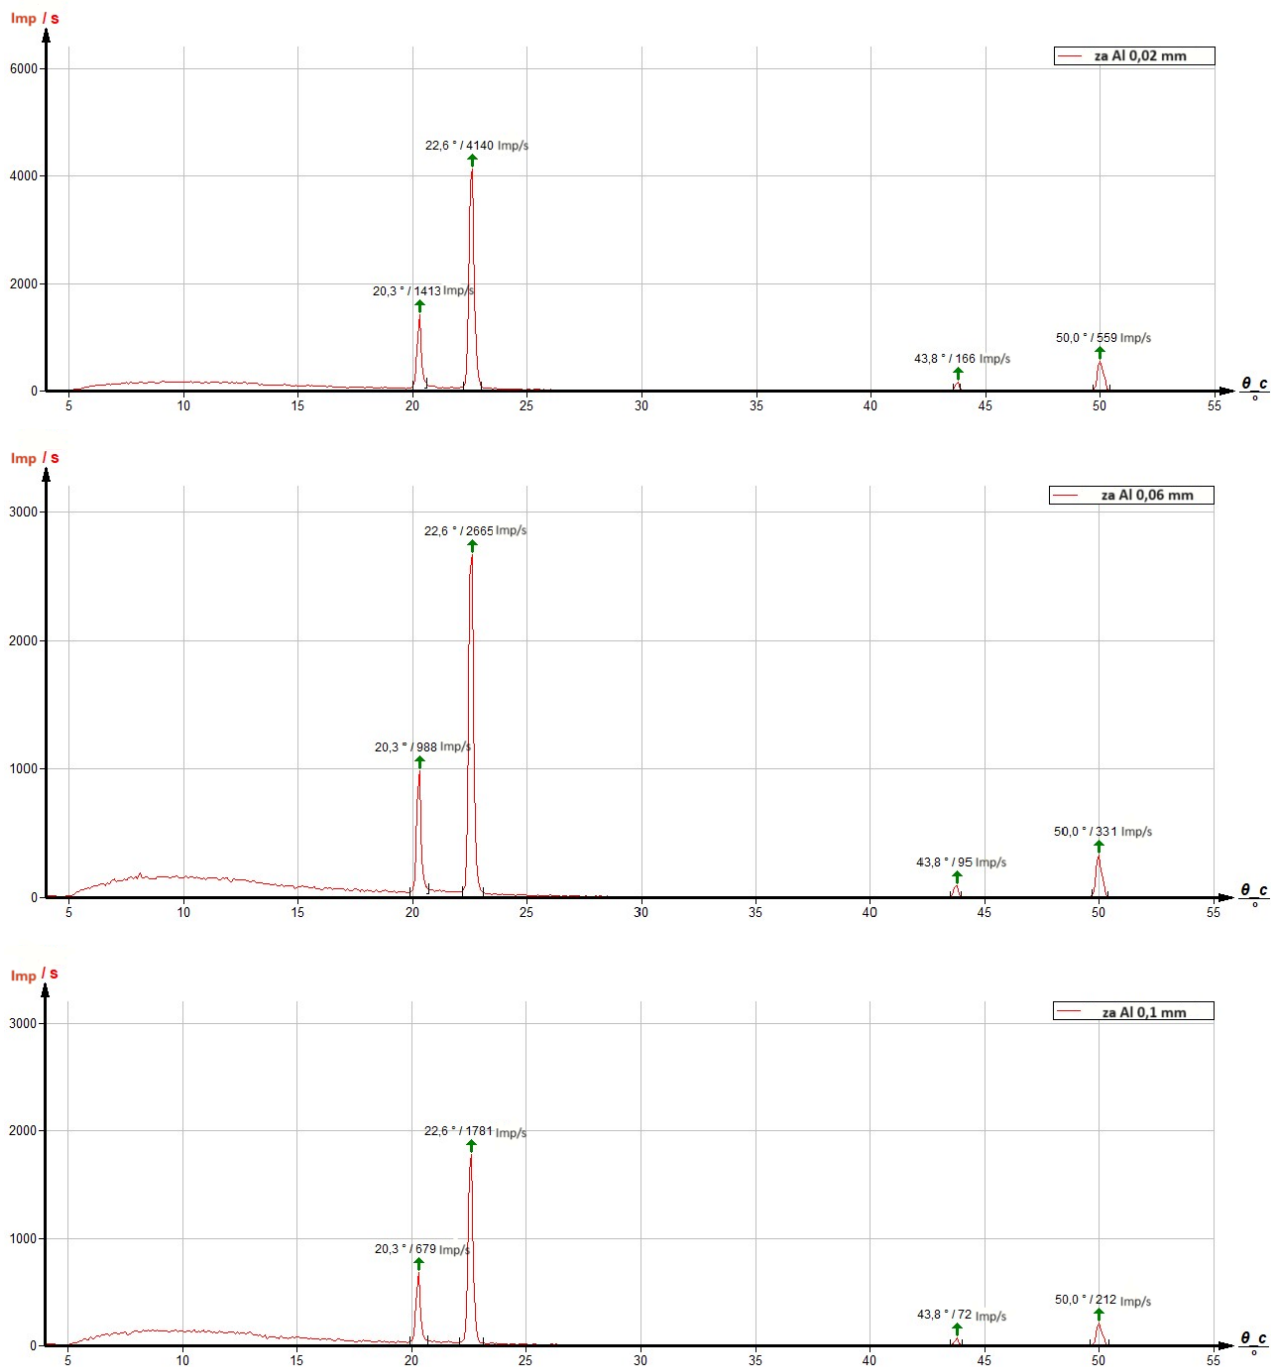 Imp / s
za Al 0,02 mm
6000
22,6 ° / 4140 Imp/s
4000
20,3 ° / 1413 Imp/s
2000
50,0 ° / 559 Imp/s
43,8 ° / 166 Imp/s
0
θ_c
°
5 10 15 20 25 30 35 40 45 50 55
Imp / s
za Al 0,06 mm
3000
22,6 ° / 2665 Imp/s
2000
20,3 ° / 988 Imp/s
1000
50,0 ° / 331 Imp/s
43,8 ° / 95 Imp/s
0
θ_c
°
5 10 15 20 25 30 35 40 45 50 55
Imp / s
za Al 0,1 mm
3000
22,6 ° / 1781 Imp/s
2000
20,3 ° / 679 Imp/s
1000
50,0 ° / 212 Imp/s
43,8 ° / 72 Imp/s
0
θ_c
°
5 10 15 20 25 30 35 40 45 50 55